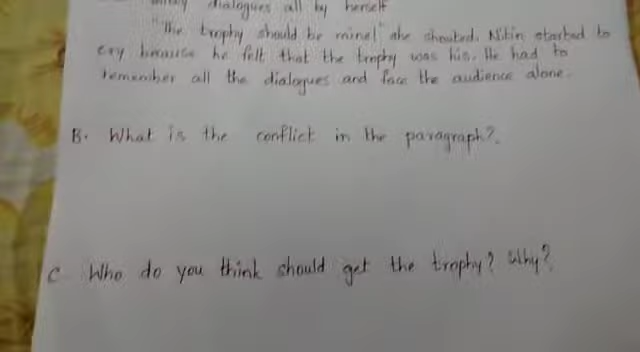 dialogues all by herself
"The trophy should be mine!" she shouted. Nitin started to
cry because he felt that the trophy was his. He had to
remember all the dialogues and face the audience alone.
B. What is the conflict in the paragraph?.
C Who do you think should get the trophy? Why?